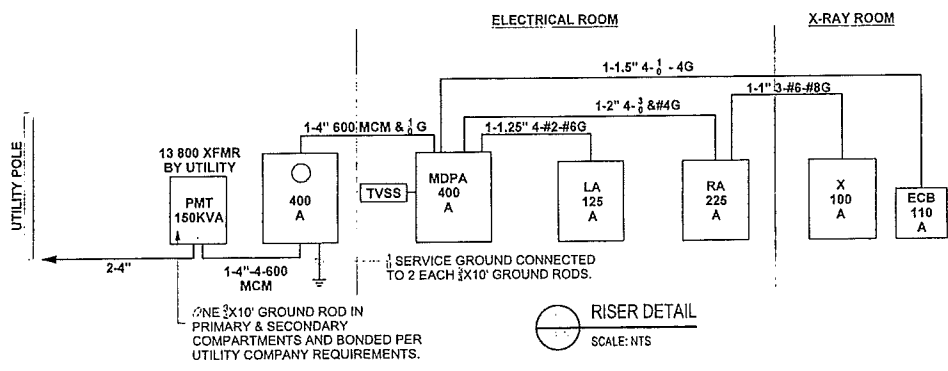 ELECTRICAL ROOM
X-RAY ROOM
1-1.5" 4-1/0 - 4G
1-1" 3-#6-#8G
1-2" 4-3/0 &#4G
1-4" 600 MCM & 1/0 G
1-1.25" 4-#2-#6G
UTILITY POLE
13 800 XFMR
BY UTILITY
PMT
150KVA
400
A
TVSS
MDPA
400
A
LA
125
A
RA
225
A
X
100
A
ECB
110
A
2-4"
1-4"-4-600
MCM
SERVICE GROUND CONNECTED
TO 2 EACH 3/4X10' GROUND RODS.
ONE 3/4X10' GROUND ROD IN
PRIMARY & SECONDARY
COMPARTMENTS AND BONDED PER
UTILITY COMPANY REQUIREMENTS.
RISER DETAIL
SCALE: NTS